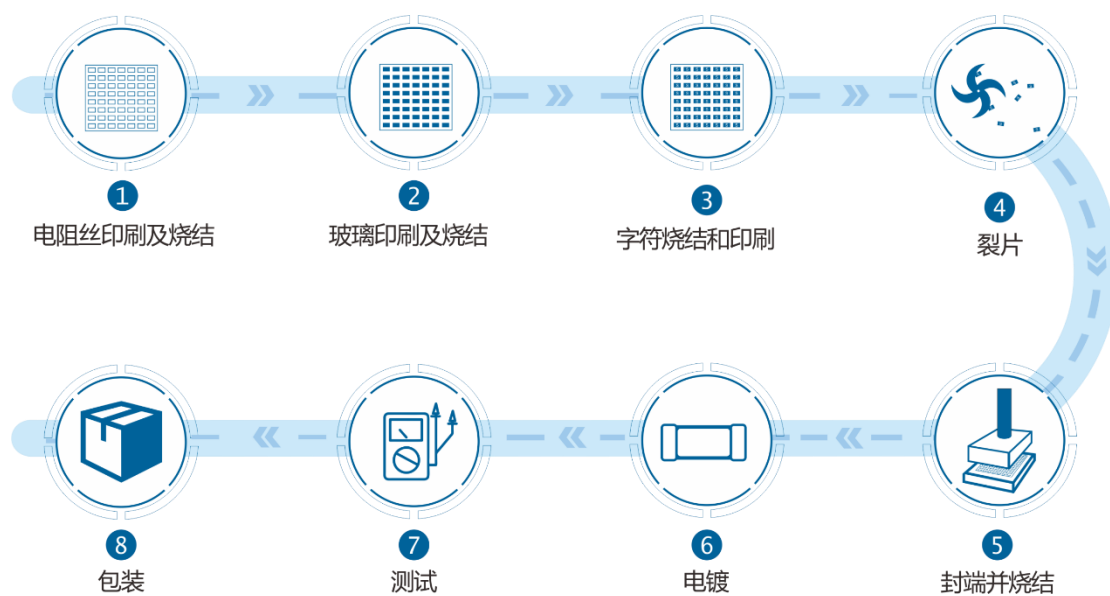 1
电阻丝印刷及烧结
2
玻璃印刷及烧结
3
字符烧结和印刷
4
裂片
5
封端并烧结
6
电镀
7
测试
8
包装